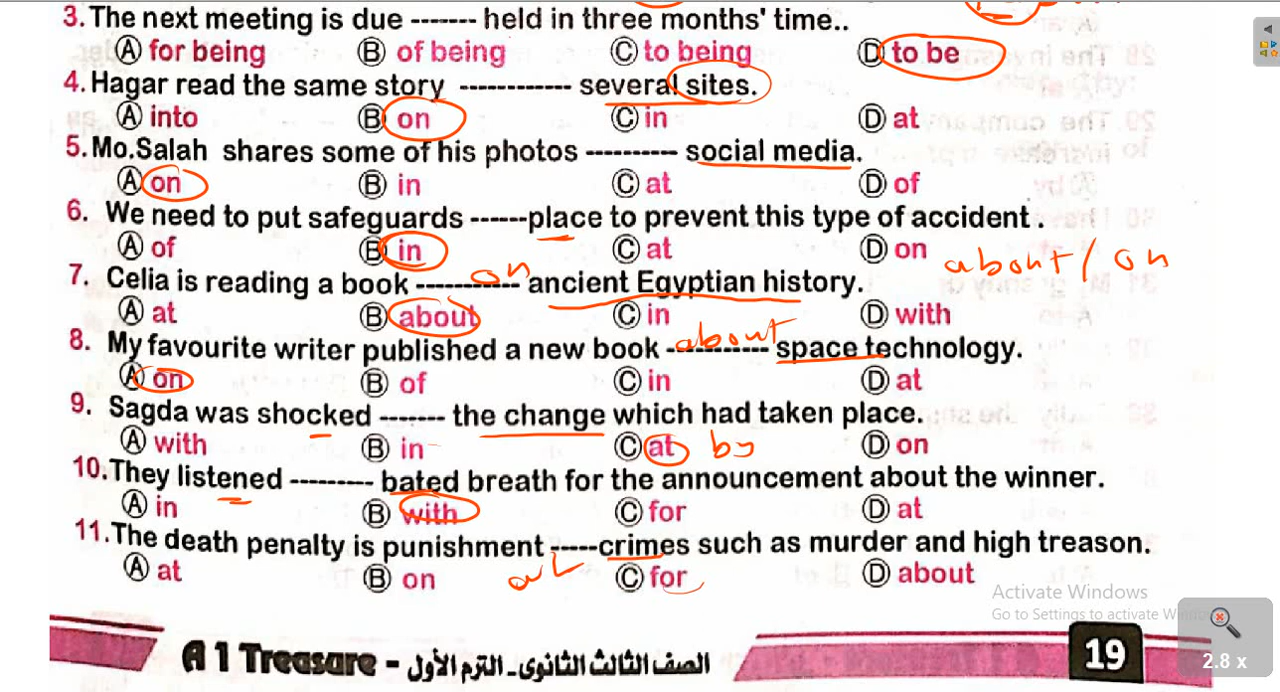 3. The next meeting is due ------- held in three months' time..
Ⓐ for being Ⓑ of being Ⓒ to being Ⓓ to be
4. Hagar read the same story ------------ several sites.
Ⓐ into Ⓑ on Ⓒ in Ⓓ at
5. Mo.Salah shares some of his photos ---------- social media.
Ⓐ on Ⓑ in Ⓒ at Ⓓ of
6. We need to put safeguards ------place to prevent this type of accident.
Ⓐ of Ⓑ in Ⓒ at Ⓓ on about / on
7. Celia is reading a book ------------ ancient Egyptian history.
on
Ⓐ at Ⓑ about Ⓒ in Ⓓ with
8. My favourite writer published a new book ------------ space technology.
about
Ⓐ on Ⓑ of Ⓒ in Ⓓ at
9. Sagda was shocked ------- the change which had taken place.
Ⓐ with Ⓑ in Ⓒ at by Ⓓ on
10. They listened --------- bated breath for the announcement about the winner.
Ⓐ in Ⓑ with Ⓒ for Ⓓ at
11. The death penalty is punishment -----crimes such as murder and high treason.
Ⓐ at Ⓑ on Ⓒ for Ⓓ about
Activate Windows
Go to Settings to activate
A 1 Treasure - الصف الثالث الثانوى - الترم الأول
19
2.8 x